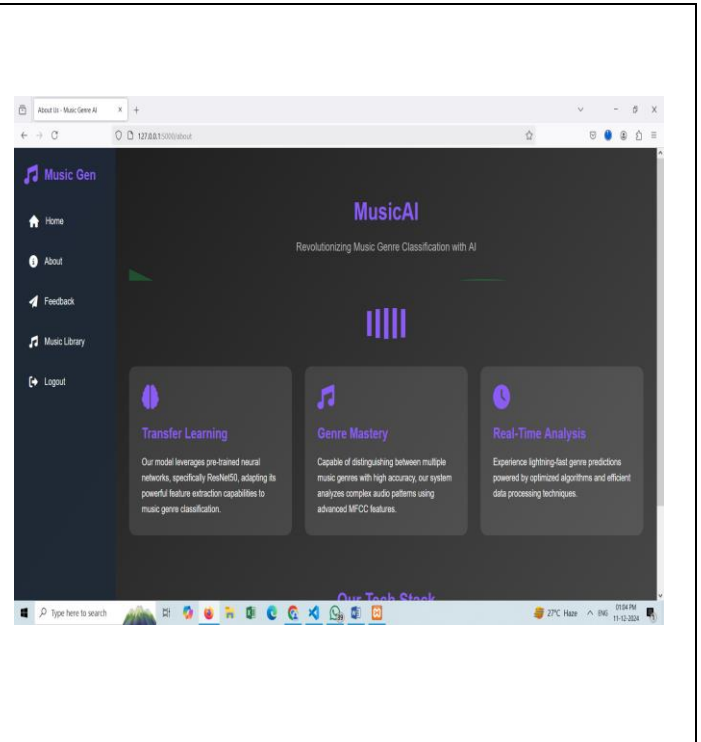 About Us - Music Genre AI
127.0.0.1:5000/about
Music Gen
Home
About
Feedback
Music Library
Logout
MusicAI
Revolutionizing Music Genre Classification with AI
Transfer Learning
Our model leverages pre-trained neural
networks, specifically ResNet50, adapting its
powerful feature extraction capabilities to
music genre classification.
Genre Mastery
Capable of distinguishing between multiple
music genres with high accuracy, our system
analyzes complex audio patterns using
advanced MFCC features.
Real-Time Analysis
Experience lightning-fast genre predictions
powered by optimized algorithms and efficient
data processing techniques.
Our Tech Stack
Type here to search
27°C Haze
ENG
01:04 PM
11-12-2024